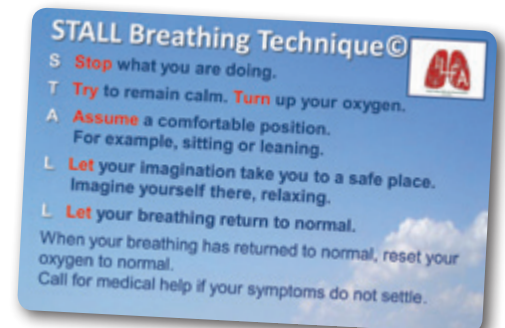 STALL Breathing Technique©
S Stop what you are doing.
T Try to remain calm. Turn up your oxygen.
A Assume a comfortable position.
For example, sitting or leaning.
L Let your imagination take you to a safe place.
Imagine yourself there, relaxing.
L Let your breathing return to normal.
When your breathing has returned to normal, reset your
oxygen to normal.
Call for medical help if your symptoms do not settle.